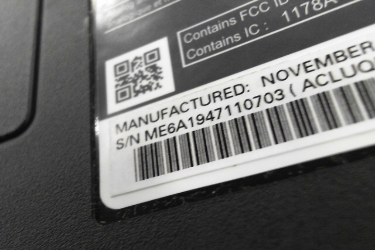 Contains FCC ID
Contains IC : 1178A
MANUFACTURED: NOVEMBER
S/N ME6A1947110703 ( ACLUQ